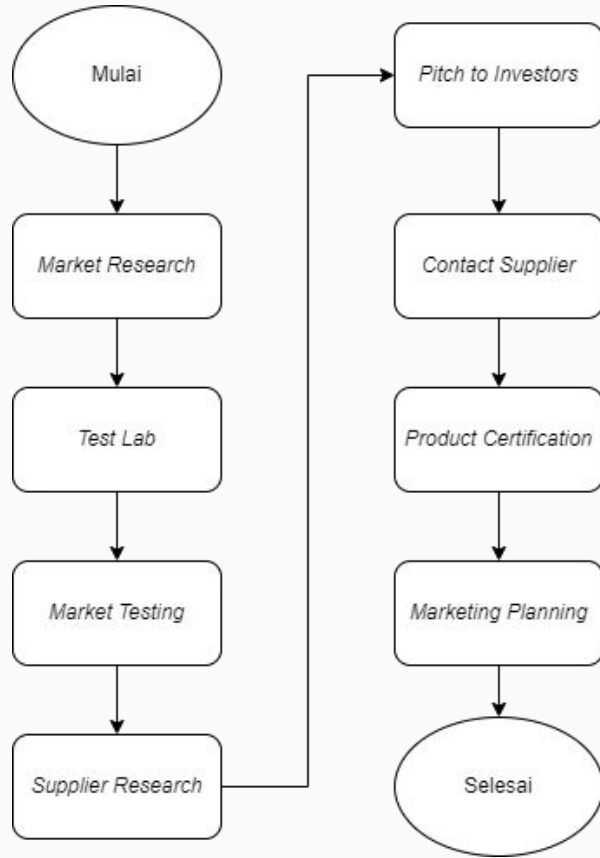 Mulai
Market Research
Test Lab
Market Testing
Supplier Research
Pitch to Investors
Contact Supplier
Product Certification
Marketing Planning
Selesai